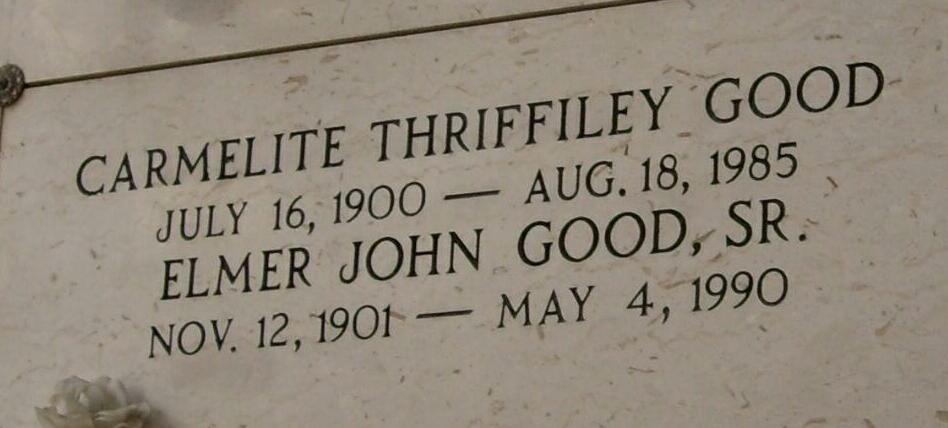 CARMELITE THRIFFILEY GOOD
JULY 16, 1900 — AUG. 18, 1985
ELMER JOHN GOOD, SR.
NOV. 12, 1901 — MAY 4, 1990